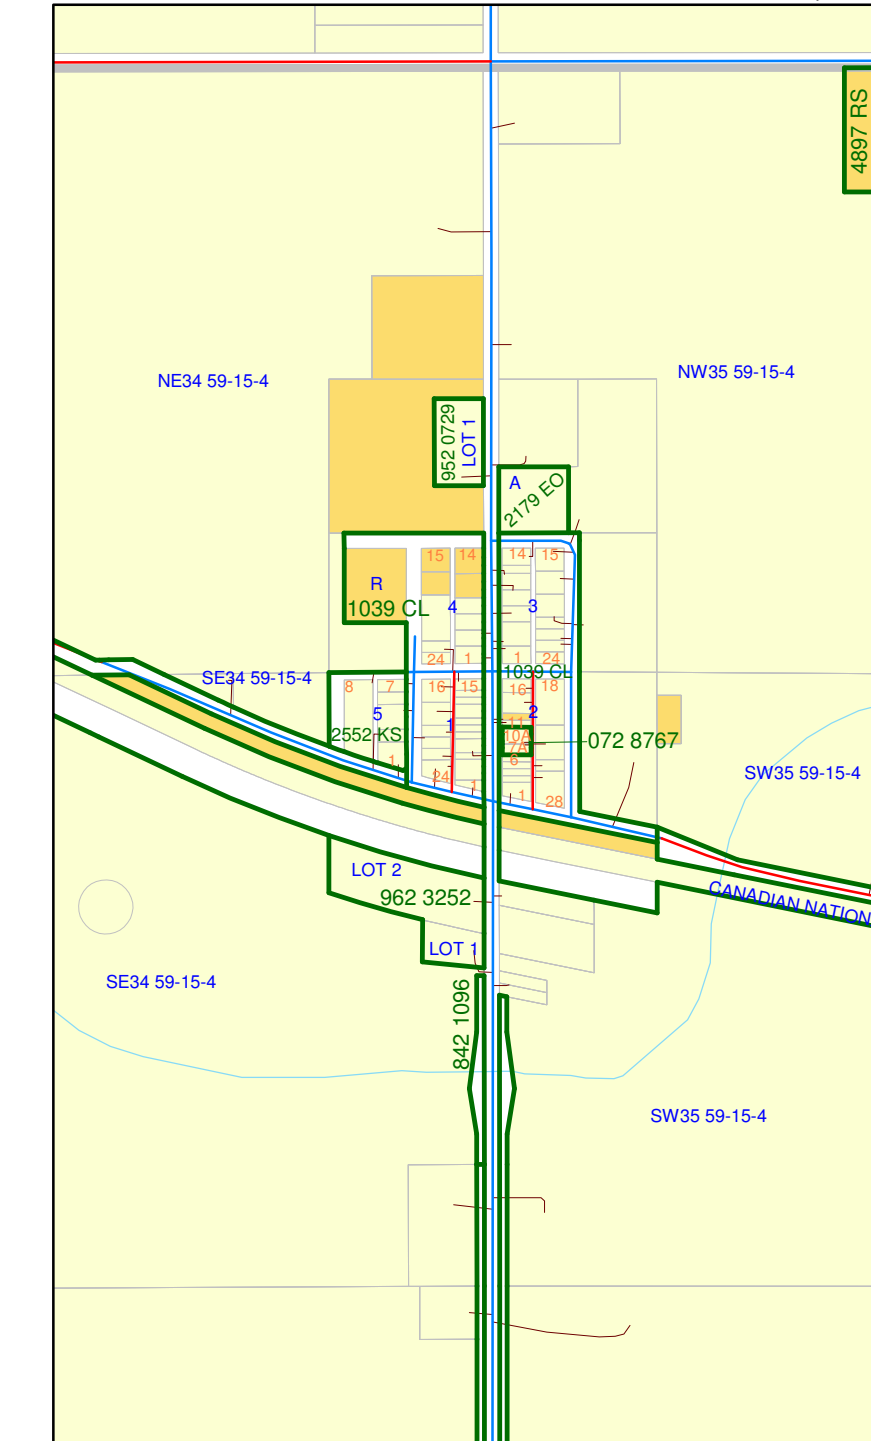 4897 RS
NE34 59-15-4
NW35 59-15-4
952 0729
LOT 1
A
2179 EO
15
14
14
15
R
1039 CL
4
3
24
1
1
24
1039 CL
SE34 59-15-4
8
7
16
15
16
18
5
1
2
11
2552 KS
10A
7A
072 8767
6
1
24
1
1
28
SW35 59-15-4
LOT 2
962 3252
CANADIAN NATION
LOT 1
SE34 59-15-4
842 1096
SW35 59-15-4